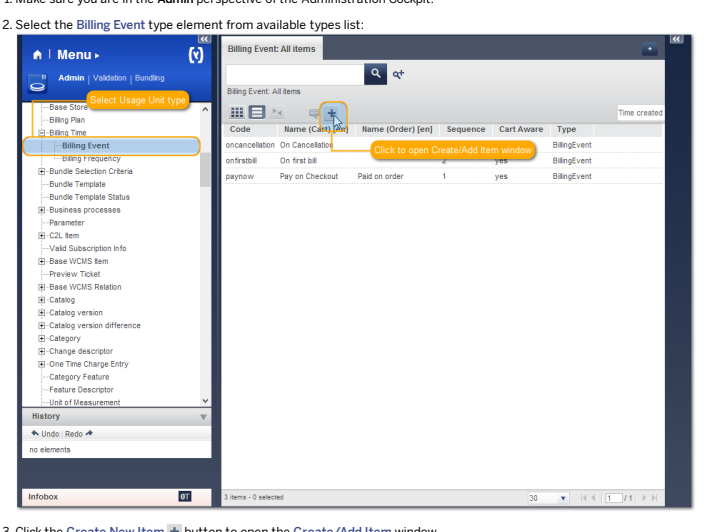 1. Make sure you are in the Admin perspective of the Administration Cockpit.
2. Select the Billing Event type element from available types list:
Menu
Admin | Validation | Bundling
Base Store
Select Usage Unit type
Billing Plan
Billing Time
Billing Event
Billing Frequency
Bundle Selection Criteria
Bundle Template
Bundle Template Status
Business processes
Parameter
C2L Item
Valid Subscription Info
Base WCMS Item
Preview Ticket
Base WCMS Relation
Catalog
Catalog version
Catalog version difference
Category
Change descriptor
One Time Charge Entry
Category Feature
Feature Descriptor
Unit of Measurement
History
Undo Redo
no elements
Infobox
0T
Billing Event: All items
Billing Event: All items
Time created
Code Name (Cart) [en] Name (Order) [en] Sequence Cart Aware Type
oncancellation On Cancellation BillingEvent
Click to open Create/Add Item window
onfirstbill On first bill 2 yes BillingEvent
paynow Pay on Checkout Paid on order 1 yes BillingEvent
3 items - 0 selected
30
1 / 1
3. Click the Create New Item button to open the Create/Add Item window